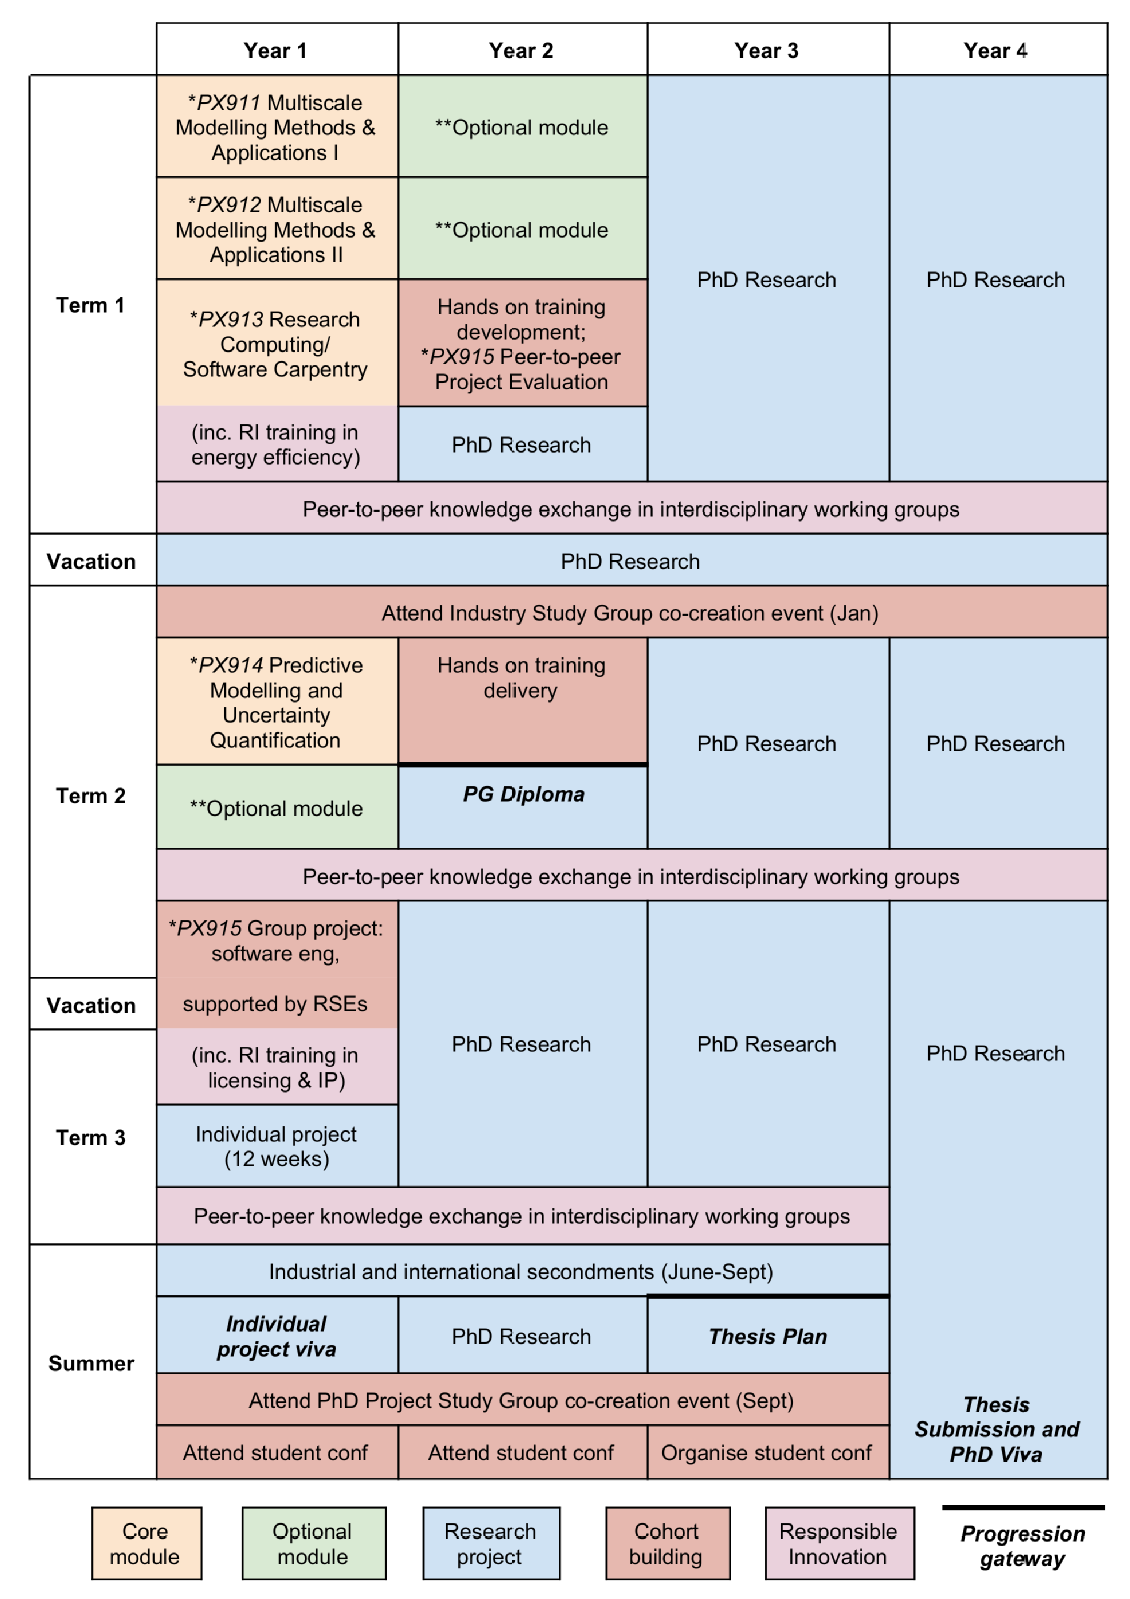 Year 1
Year 2
Year 3
Year 4
Term 1
*PX911 Multiscale
Modelling Methods &
Applications I
**Optional module
*PX912 Multiscale
Modelling Methods &
Applications II
**Optional module
*PX913 Research
Computing/
Software Carpentry
Hands on training
development;
*PX915 Peer-to-peer
Project Evaluation
(inc. RI training in
energy efficiency)
PhD Research
PhD Research
PhD Research
Peer-to-peer knowledge exchange in interdisciplinary working groups
Vacation
PhD Research
Term 2
Attend Industry Study Group co-creation event (Jan)
*PX914 Predictive
Modelling and
Uncertainty
Quantification
Hands on training
delivery
PhD Research
PhD Research
**Optional module
PG Diploma
Peer-to-peer knowledge exchange in interdisciplinary working groups
*PX915 Group project:
software eng,
Vacation
supported by RSEs
Term 3
(inc. RI training in
licensing & IP)
PhD Research
PhD Research
PhD Research
Individual project
(12 weeks)
Peer-to-peer knowledge exchange in interdisciplinary working groups
Summer
Industrial and international secondments (June-Sept)
Individual
project viva
PhD Research
Thesis Plan
Attend PhD Project Study Group co-creation event (Sept)
Attend student conf
Attend student conf
Organise student conf
Thesis
Submission and
PhD Viva
Core
module
Optional
module
Research
project
Cohort
building
Responsible
Innovation
Progression
gateway